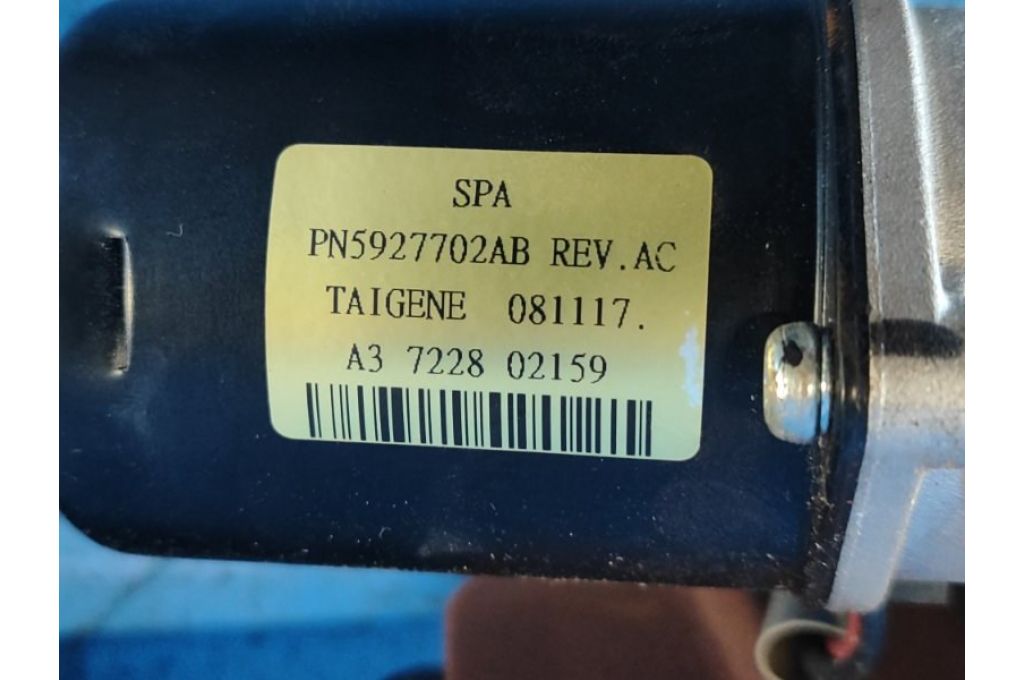 SPA
PN5927702AB REV.AC
TAIGENE 081117.
A3 7228 02159